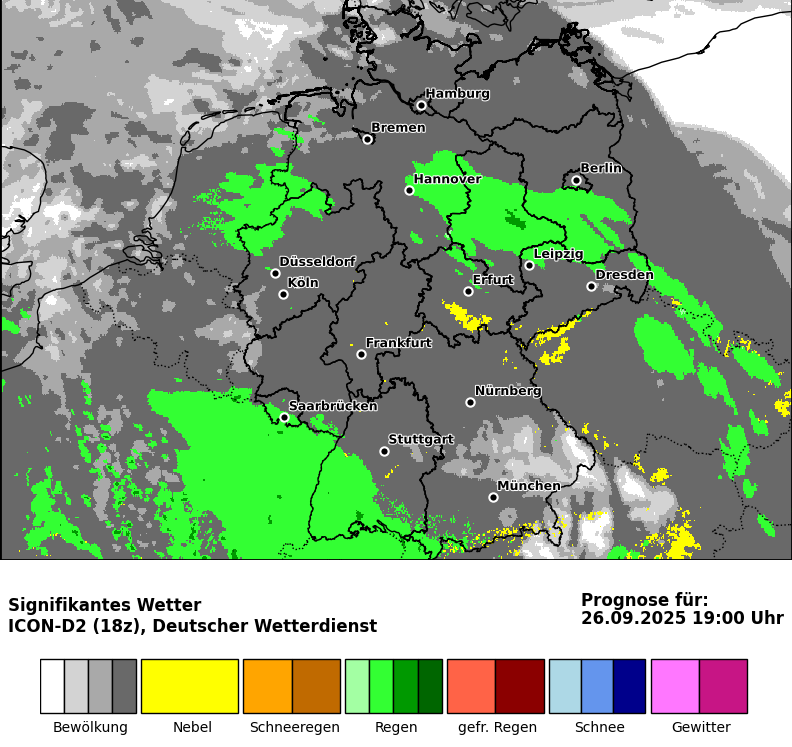 Hamburg
Bremen
Berlin
Hannover
Leipzig
Düsseldorf
Dresden
Köln
Erfurt
Frankfurt
Nürnberg
Saarbrücken
Stuttgart
München
Signifikantes Wetter
ICON-D2 (18z), Deutscher Wetterdienst
Prognose für:
26.09.2025 19:00 Uhr
Bewölkung Nebel Schneeregen Regen gefr. Regen Schnee Gewitter